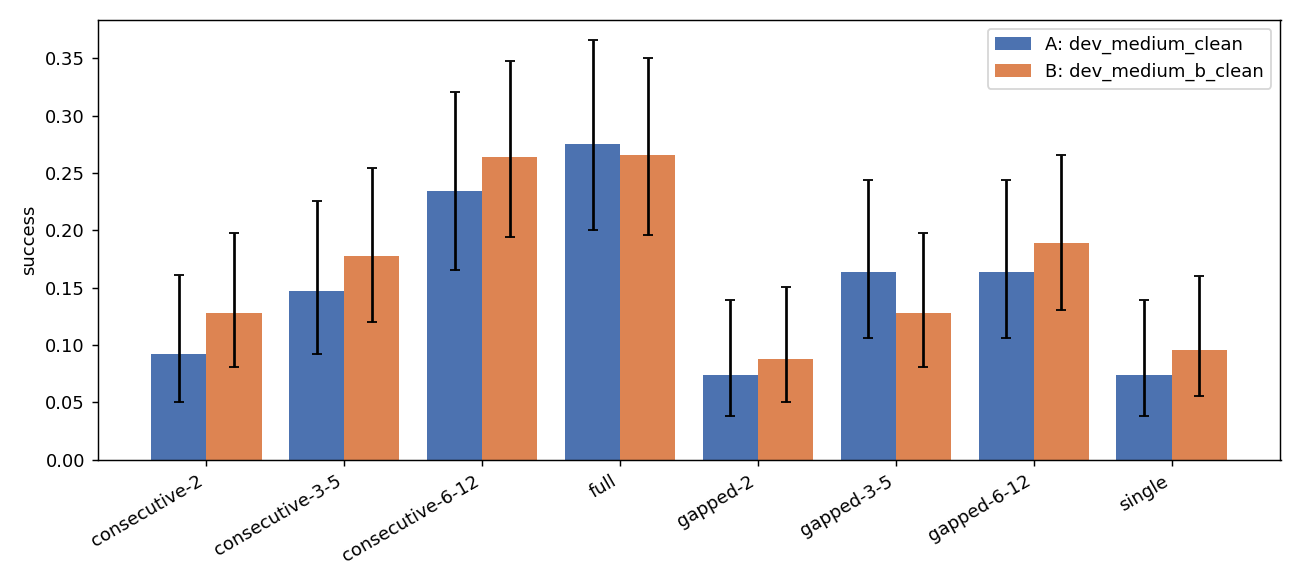 A: dev_medium_clean
B: dev_medium_b_clean
success
0.35
0.30
0.25
0.20
0.15
0.10
0.05
0.00
consecutive-2
consecutive-3-5
consecutive-6-12
full
gapped-2
gapped-3-5
gapped-6-12
single